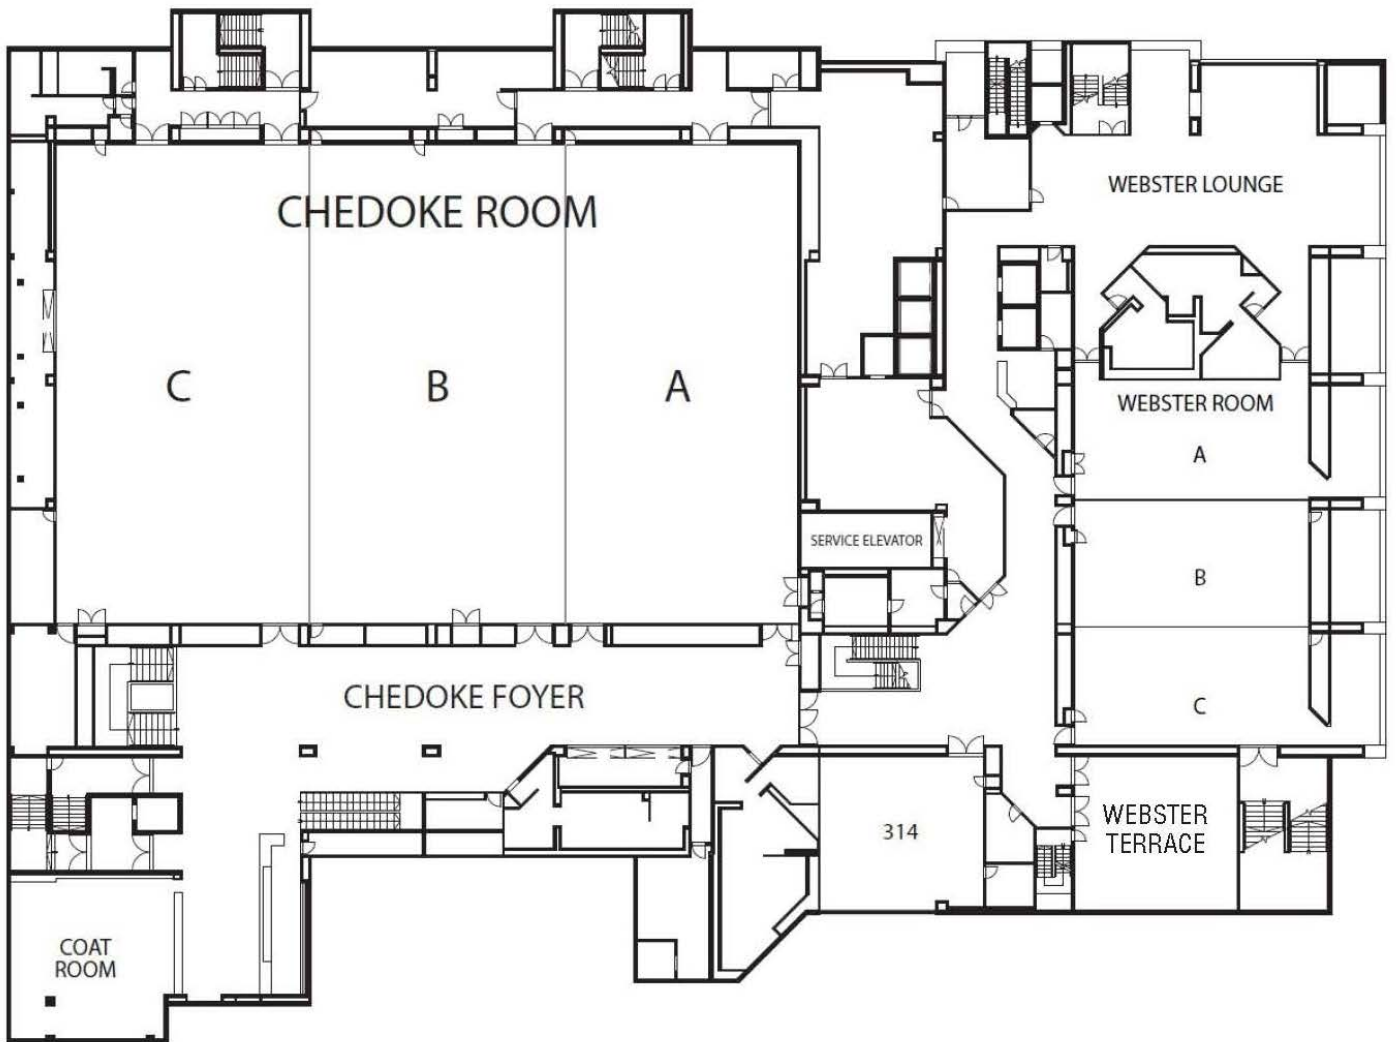 CHEDOKE ROOM
C
B
A
WEBSTER LOUNGE
WEBSTER ROOM
A
B
C
SERVICE ELEVATOR
CHEDOKE FOYER
314
WEBSTER
TERRACE
COAT
ROOM